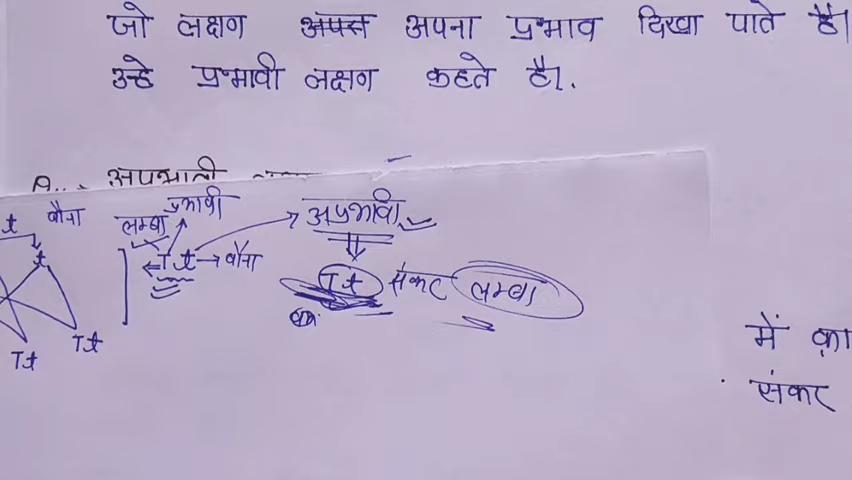 जो लक्षण अपना प्रभाव दिखा पाते है।
उन्हे प्रभावी लक्षण कहते है।.
अप्रभावी
t बौना
लम्बा प्रभावी
अप्रभावी
t
Tt → बौना
Tt संकर लम्बा
Tt Tt
में का
संकर